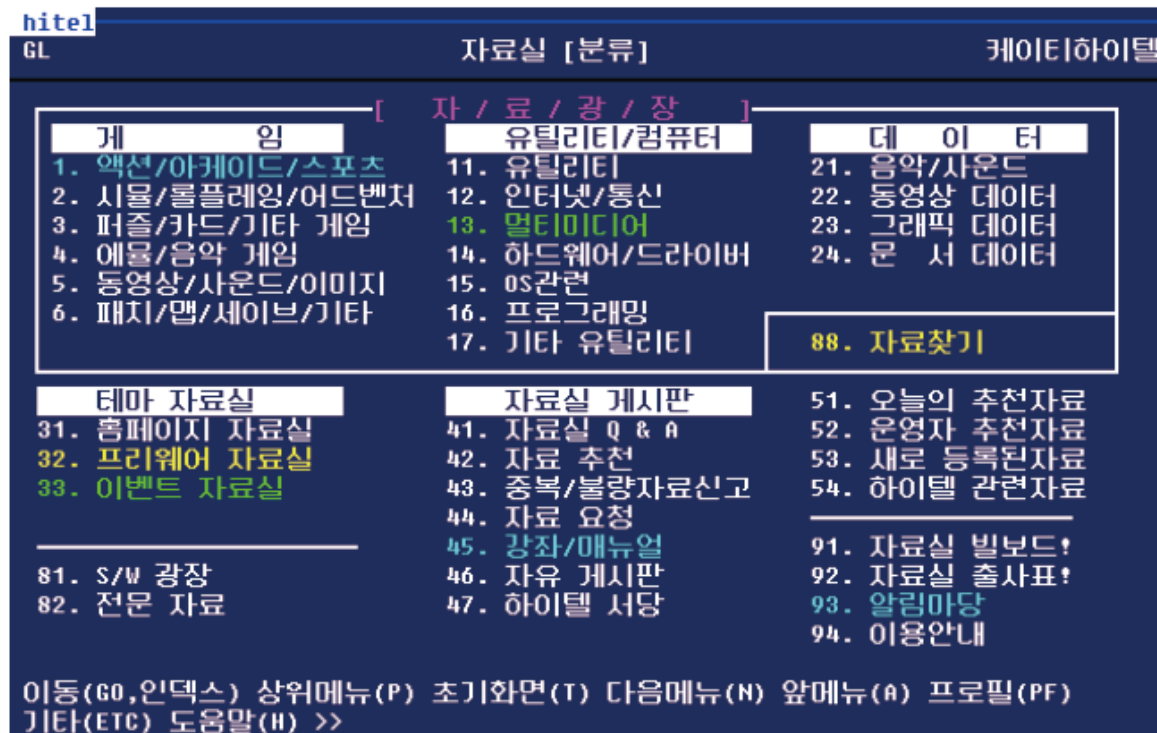 hitel
GL 자료실 [분류] 케이티하이텔
[ 자 / 료 / 광 / 장 ]
게 임 유틸리티/컴퓨터 데 이 터
1. 액션/아케이드/스포츠 11. 유틸리티 21. 음악/사운드
2. 시뮬/롤플레잉/어드벤처 12. 인터넷/통신 22. 동영상 데이터
3. 퍼즐/카드/기타 게임 13. 멀티미디어 23. 그래픽 데이터
4. 에뮬/음악 게임 14. 하드웨어/드라이버 24. 문 서 데이터
5. 동영상/사운드/이미지 15. OS관련
6. 패치/맵/세이브/기타 16. 프로그래밍
17. 기타 유틸리티 88. 자료찾기
테마 자료실 자료실 게시판 51. 오늘의 추천자료
31. 홈페이지 자료실 41. 자료실 Q & A 52. 운영자 추천자료
32. 프리웨어 자료실 42. 자료 추천 53. 새로 등록된자료
33. 이벤트 자료실 43. 중복/불량자료신고 54. 하이텔 관련자료
44. 자료 요청
45. 강좌/매뉴얼 91. 자료실 빌보드!
81. S/W 광장 46. 자유 게시판 92. 자료실 출사표!
82. 전문 자료 47. 하이텔 서당 93. 알림마당
94. 이용안내
이동(GO,인덱스) 상위메뉴(P) 초기화면(T) 다음메뉴(N) 앞메뉴(A) 프로필(PF)
기타(ETC) 도움말(H) >>